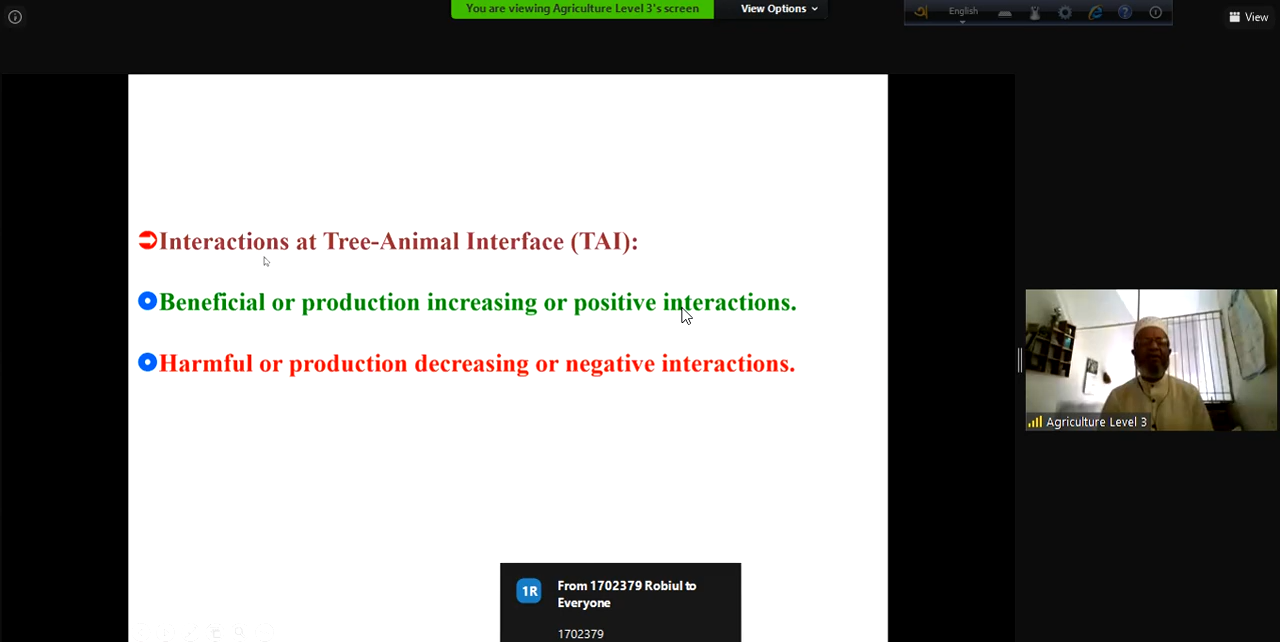 You are viewing Agriculture Level 3's screen
View Options
English
View
Interactions at Tree-Animal Interface (TAI):
Beneficial or production increasing or positive interactions.
Harmful or production decreasing or negative interactions.
Agriculture Level 3
1R
From 1702379 Robiul to
Everyone
1702379